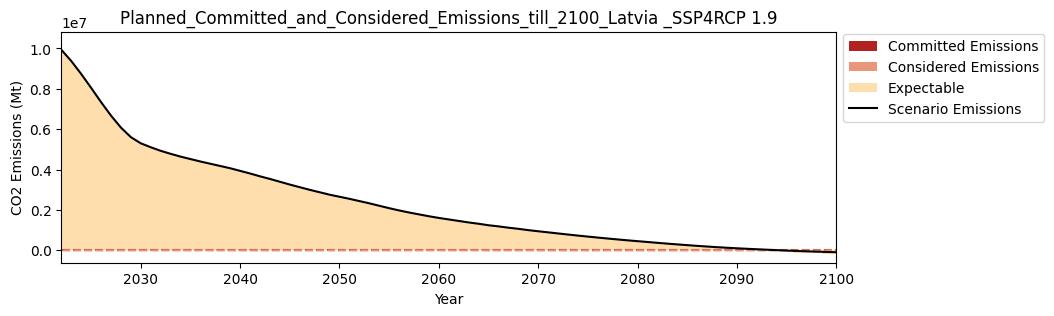 Planned_Committed_and_Considered_Emissions_till_2100_Latvia _SSP4RCP 1.9
1e7
1.0
0.8
0.6
0.4
0.2
0.0
CO2 Emissions (Mt)
2030 2040 2050 2060 2070 2080 2090 2100
Year
Committed Emissions
Considered Emissions
Expectable
Scenario Emissions